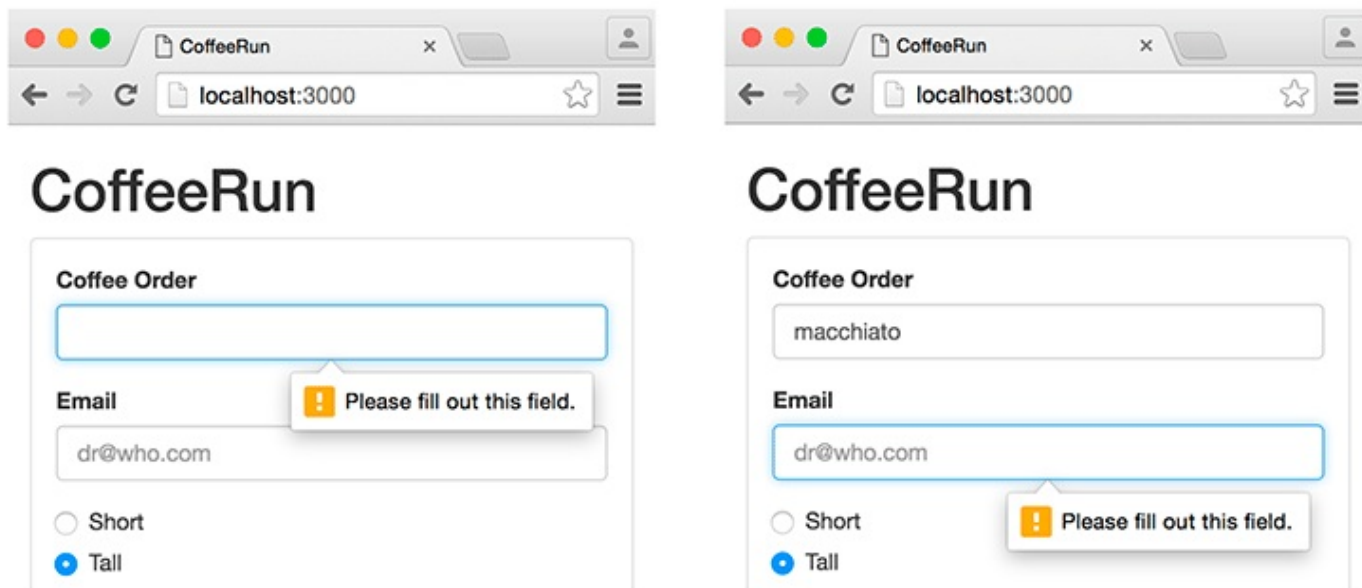 CoffeeRun
localhost:3000
CoffeeRun
Coffee Order
Please fill out this field.
Email
dr@who.com
Short
Tall
CoffeeRun
localhost:3000
CoffeeRun
Coffee Order
macchiato
Email
dr@who.com
Please fill out this field.
Short
Tall